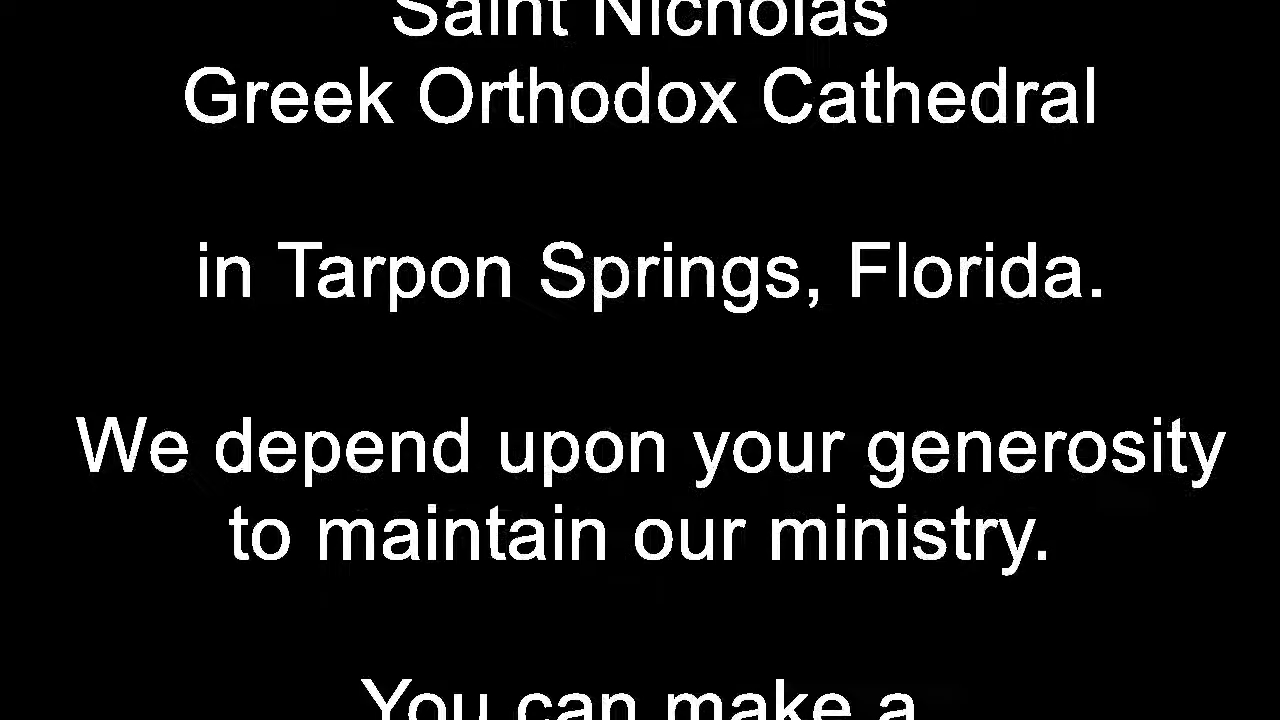 Saint Nicholas
Greek Orthodox Cathedral
in Tarpon Springs, Florida.
We depend upon your generosity
to maintain our ministry.
You can make a